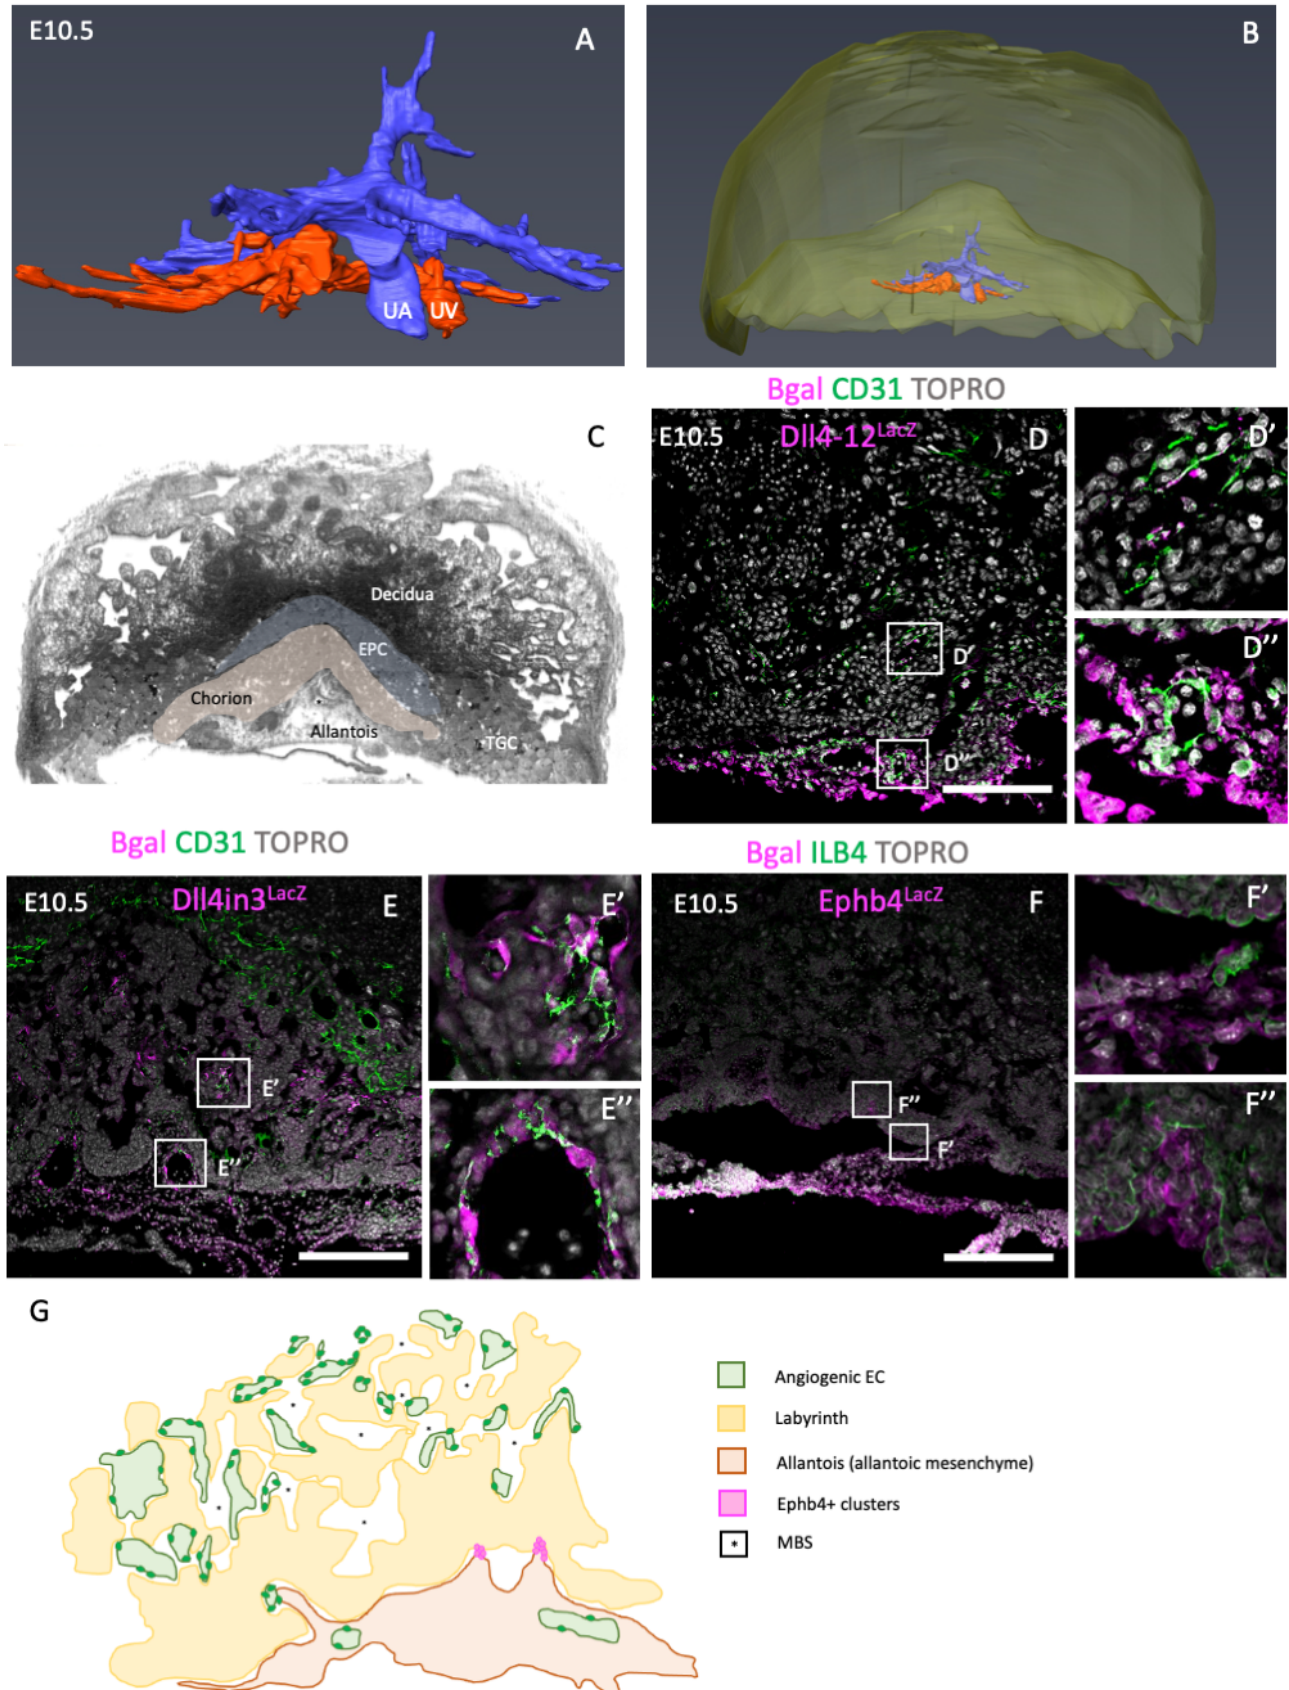 E10.5
A
UA
UV
B
C
Decidua
EPC
Chorion
Allantois
TGC
Bgal CD31 TOPRO
E10.5
Dll4-12LacZ
D
D'
D''
D'
D''
Bgal CD31 TOPRO
E10.5
Dll4in3LacZ
E
E'
E''
E'
E''
Bgal ILB4 TOPRO
E10.5
Ephb4LacZ
F
F''
F'
F'
F''
G
Angiogenic EC
Labyrinth
Allantois (allantoic mesenchyme)
Ephb4+ clusters
* MBS